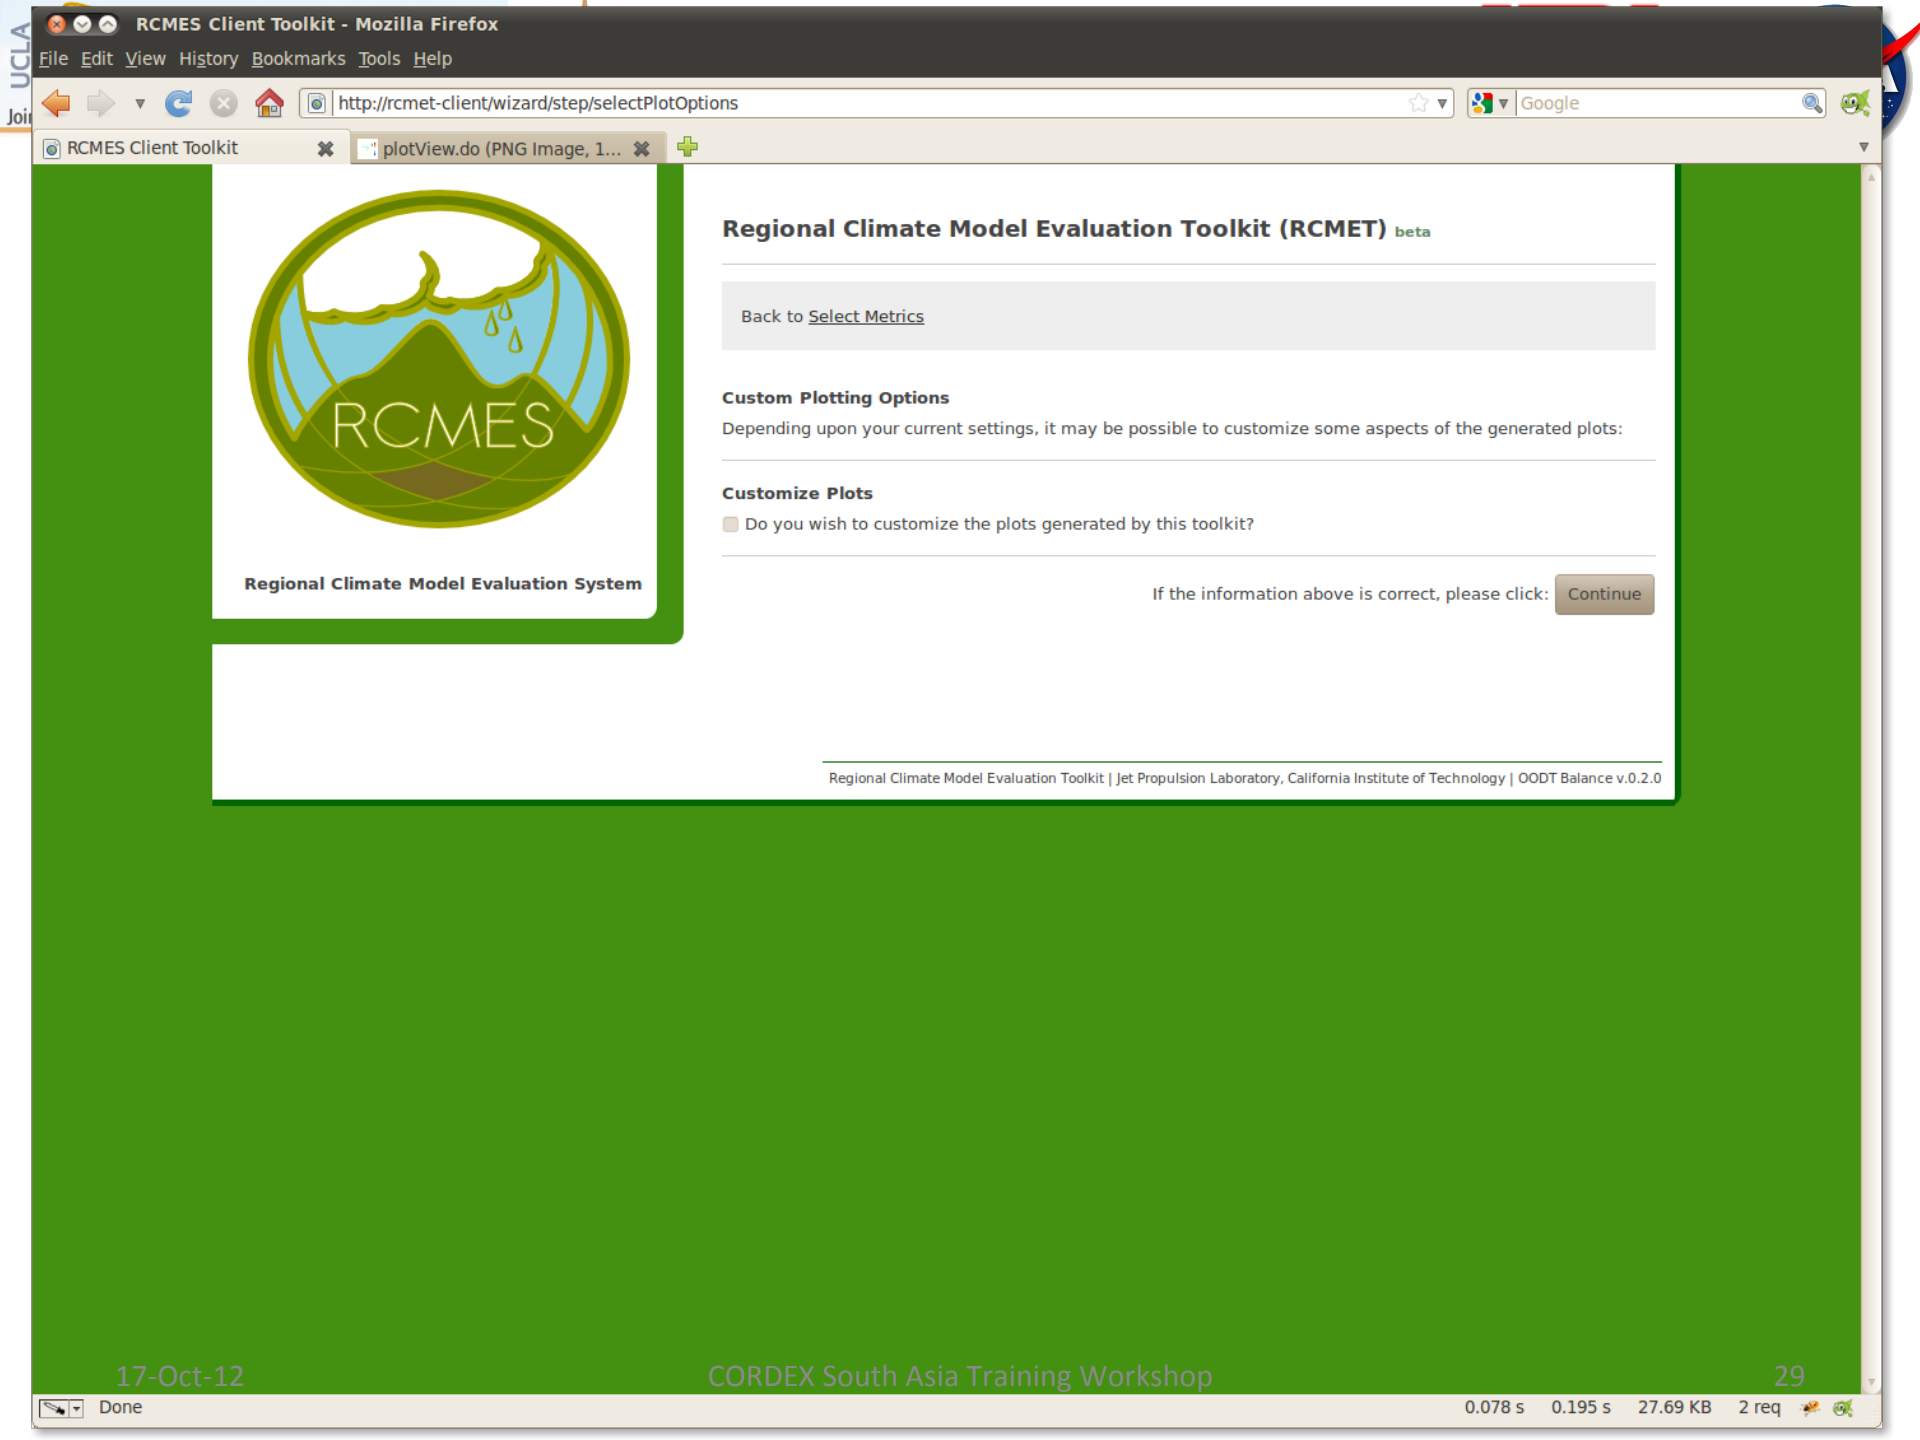 UCLA
Joi
RCMES Client Toolkit - Mozilla Firefox
File Edit View History Bookmarks Tools Help
http://rcmet-client/wizard/step/selectPlotOptions
Google
RCMES Client Toolkit
plotView.do (PNG Image, 1...
RCMES
Regional Climate Model Evaluation System
Regional Climate Model Evaluation Toolkit (RCMET) beta
Back to Select Metrics
Custom Plotting Options
Depending upon your current settings, it may be possible to customize some aspects of the generated plots:
Customize Plots
Do you wish to customize the plots generated by this toolkit?
If the information above is correct, please click: Continue
Regional Climate Model Evaluation Toolkit | Jet Propulsion Laboratory, California Institute of Technology | OODT Balance v.0.2.0
17-Oct-12
CORDEX South Asia Training Workshop
29
Done
0.078 s 0.195 s 27.69 KB 2 req